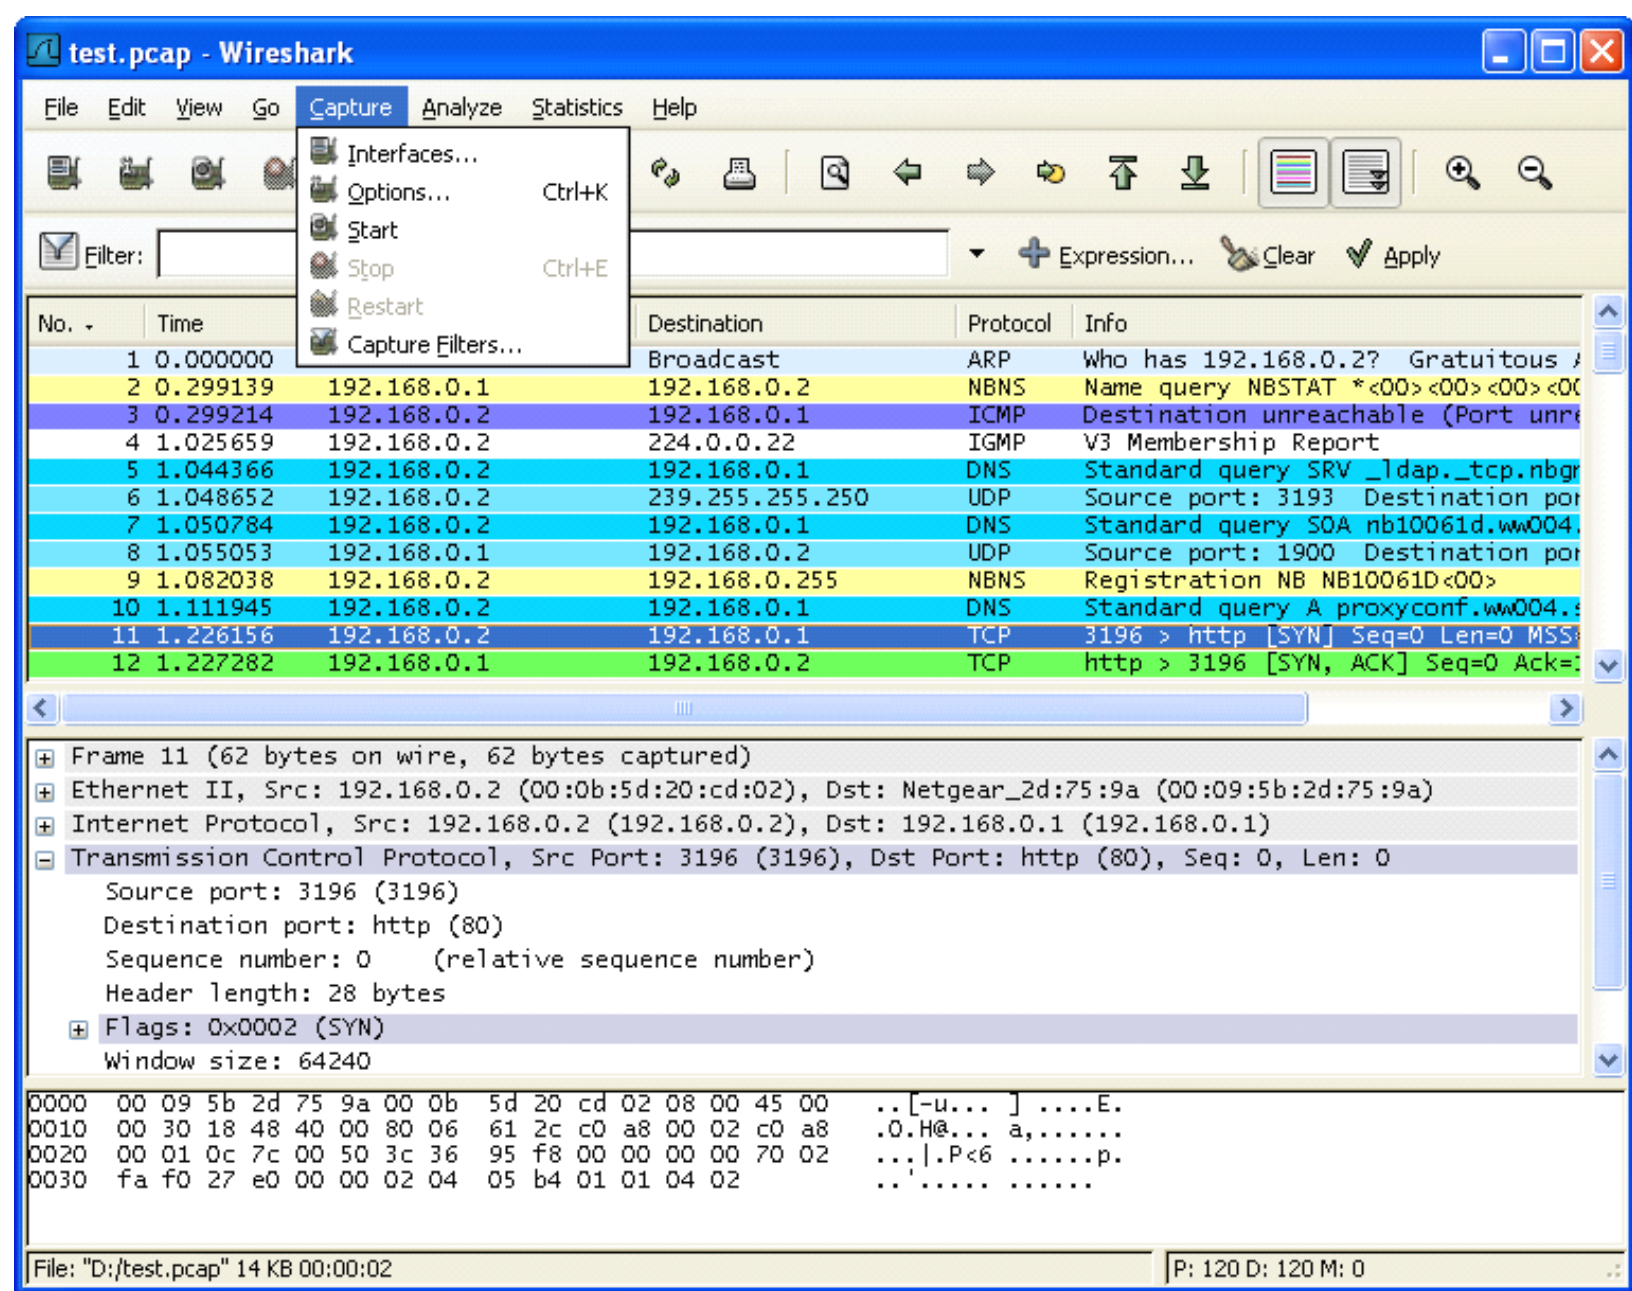 test.pcap - Wireshark
File Edit View Go Capture Analyze Statistics Help
Interfaces...
Options... Ctrl+K
Start
Stop Ctrl+E
Restart
Capture Filters...
Filter: Expression... Clear Apply
No. Time Destination Protocol Info
1 0.000000 Broadcast ARP Who has 192.168.0.2? Gratuitous
2 0.299139 192.168.0.1 192.168.0.2 NBNS Name query NBSTAT *<00><00><00><00
3 0.299214 192.168.0.2 192.168.0.1 ICMP Destination unreachable (Port unre
4 1.025659 192.168.0.2 224.0.0.22 IGMP V3 Membership Report
5 1.044366 192.168.0.2 192.168.0.1 DNS Standard query SRV _ldap._tcp.nbgm
6 1.048652 192.168.0.2 239.255.255.250 UDP Source port: 3193 Destination por
7 1.050784 192.168.0.2 192.168.0.1 DNS Standard query SOA nb10061d.ww004.
8 1.055053 192.168.0.1 192.168.0.2 UDP Source port: 1900 Destination por
9 1.082038 192.168.0.2 192.168.0.255 NBNS Registration NB NB10061D<00>
10 1.111945 192.168.0.2 192.168.0.1 DNS Standard query A proxyconf.ww004.s
11 1.226156 192.168.0.2 192.168.0.1 TCP 3196 > http [SYN] Seq=0 Len=0 MSS=
12 1.227282 192.168.0.1 192.168.0.2 TCP http > 3196 [SYN, ACK] Seq=0 Ack=1
Frame 11 (62 bytes on wire, 62 bytes captured)
Ethernet II, Src: 192.168.0.2 (00:0b:5d:20:cd:02), Dst: Netgear_2d:75:9a (00:09:5b:2d:75:9a)
Internet Protocol, Src: 192.168.0.2 (192.168.0.2), Dst: 192.168.0.1 (192.168.0.1)
Transmission Control Protocol, Src Port: 3196 (3196), Dst Port: http (80), Seq: 0, Len: 0
Source port: 3196 (3196)
Destination port: http (80)
Sequence number: 0 (relative sequence number)
Header length: 28 bytes
Flags: 0x0002 (SYN)
Window size: 64240
0000 00 09 5b 2d 75 9a 00 0b 5d 20 cd 02 08 00 45 00 ..[-u... ] ....E.
0010 00 30 18 48 40 00 80 06 61 2c c0 a8 00 02 c0 a8 .0.H@... a,......
0020 00 01 0c 7c 00 50 3c 36 95 f8 00 00 00 00 70 02 ...|.P<6 ......p.
0030 fa f0 27 e0 00 00 02 04 05 b4 01 01 04 02 ..'..... ......
File: "D:/test.pcap" 14 KB 00:00:02 P: 120 D: 120 M: 0